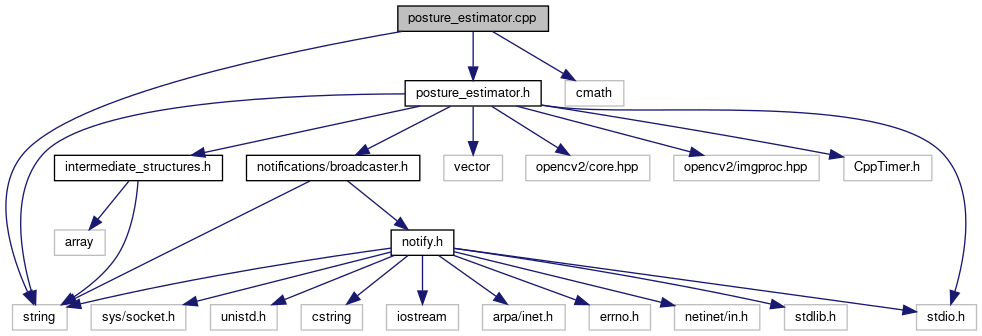 posture_estimator.cpp
posture_estimator.h
cmath
intermediate_structures.h
notifications/broadcaster.h
vector
opencv2/core.hpp
opencv2/imgproc.hpp
CppTimer.h
array
notify.h
string
sys/socket.h
unistd.h
cstring
iostream
arpa/inet.h
errno.h
netinet/in.h
stdlib.h
stdio.h